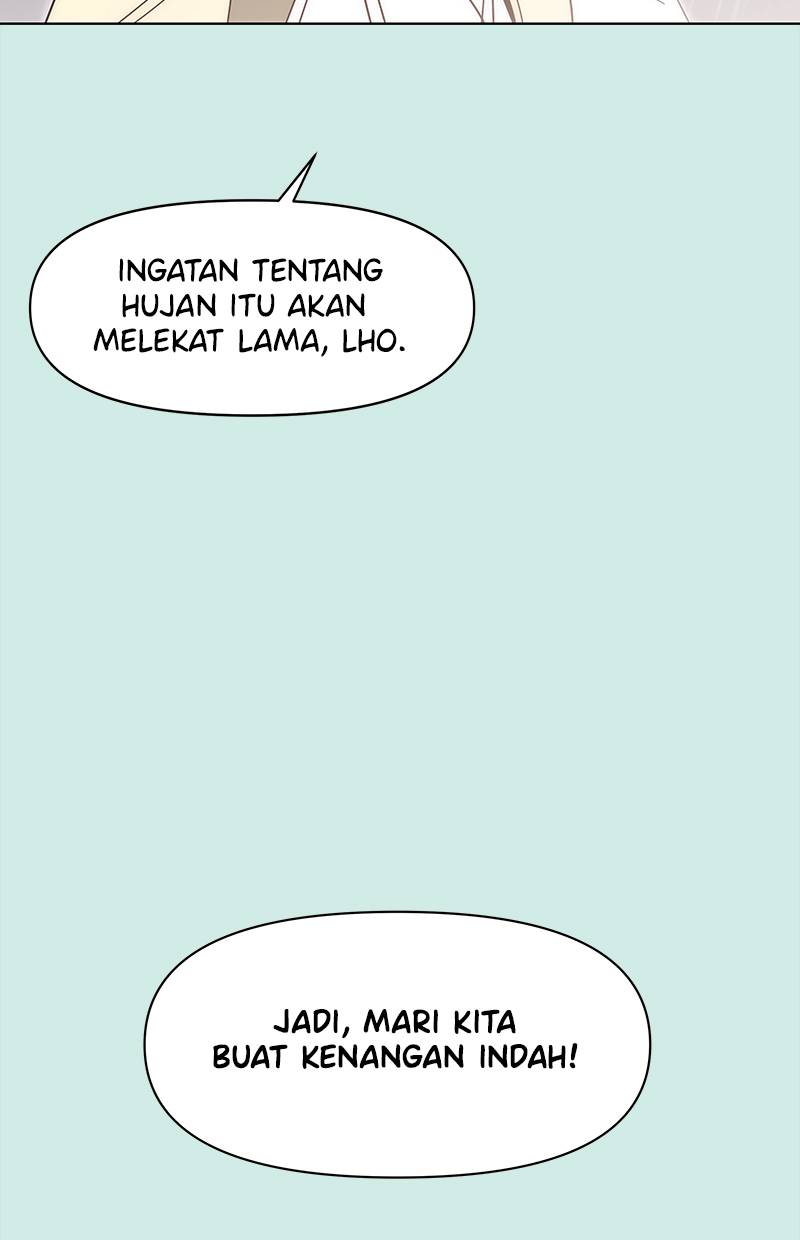 INGATAN TENTANG
HUJAN ITU AKAN
MELEKAT LAMA, LHO.
JADI, MARI KITA
BUAT KENANGAN INDAH!